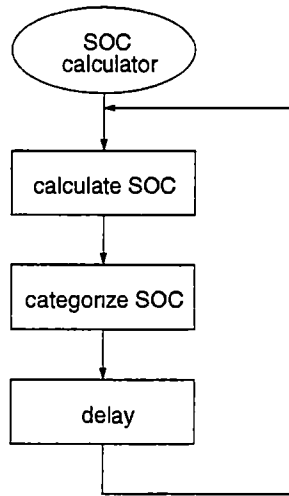 SOC
calculator
calculate SOC
categorize SOC
delay